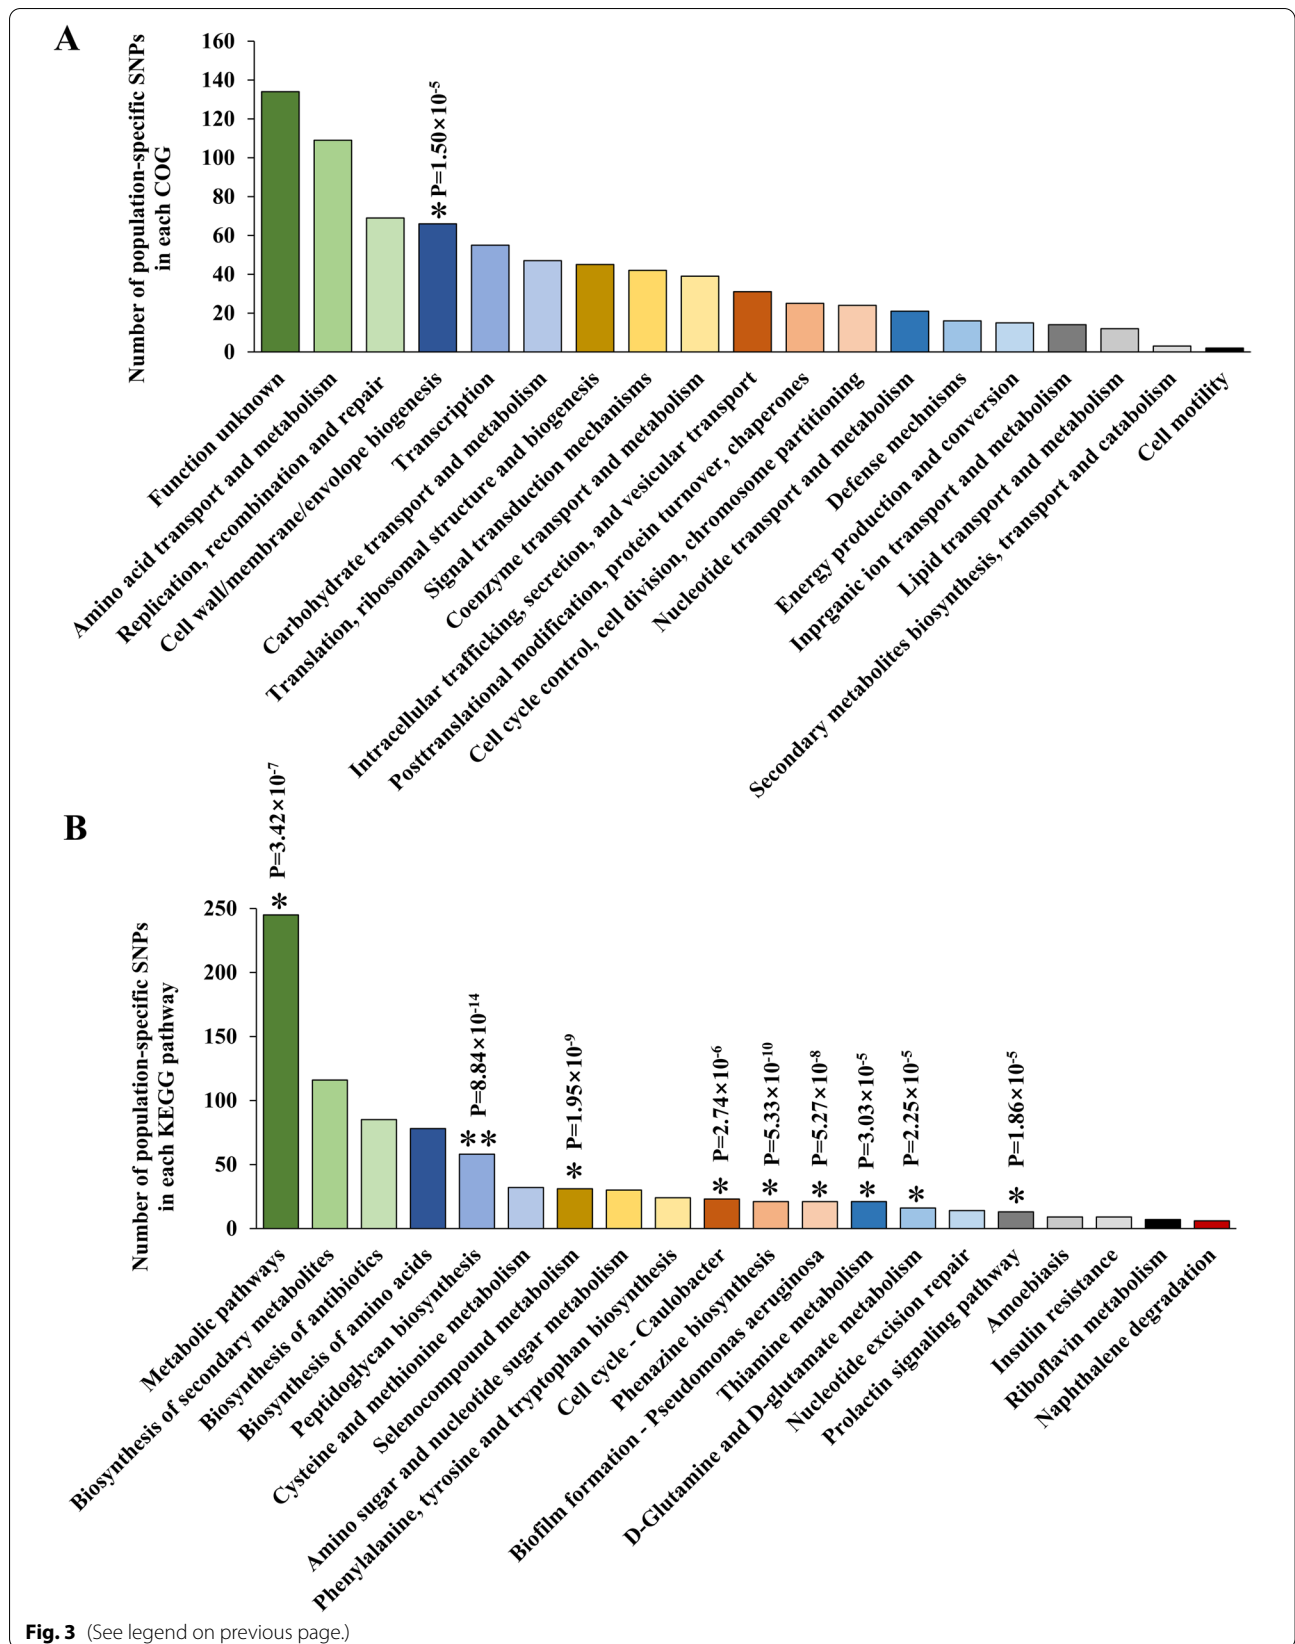 A
Number of population-specific SNPs
in each COG
160
140
120
100
80
60
40
20
0
* P=1.50×10-5
Function unknown
Amino acid transport and metabolism
Replication, recombination and repair
Cell wall/membrane/envolope biogenesis
Transcription
Carbohydrate transport and metabolism
Translation, ribosomal structure and biogenesis
Signal transduction mechanisms
Coenzyme transport and metabolism
Intracellular trafficking, secretion, and vesicular transport
Posttranslational modification, protein turnover, chaperones
Cell cycle control, cell division, chromosome partitioning
Nucleotide transport and metabolism
Defense mechnisms
Energy production and conversion
Inprganic ion transport and metabolism
Lipid transport and metabolism
Secondary metabolites biosynthesis, transport and catabolism
Cell motility
B
Number of population-specific SNPs
in each KEGG pathway
250
200
150
100
50
0
* P=3.42×10-7
** P=8.84×10-14
* P=1.95×10-9
* P=2.74×10-6
* P=5.33×10-10
* P=5.27×10-8
* P=3.03×10-5
* P=2.25×10-5
* P=1.86×10-5
Metabolic pathways
Biosynthesis of secondary metabolites
Biosynthesis of antibiotics
Biosynthesis of amino acids
Peptidoglycan biosynthesis
Cysteine and methionine metabolism
Selenocompound metabolism
Amino sugar and nucleotide sugar metabolism
Phenylalanine, tyrosine and tryptophan biosynthesis
Cell cycle - Caulobacter
Phenazine biosynthesis
Biofilm formation - Pseudomonas aeruginosa
Thiamine metabolism
D-Glutamine and D-glutamate metabolism
Nucleotide excision repair
Prolactin signaling pathway
Amoebiasis
Insulin resistance
Riboflavin metabolism
Naphthalene degradation
Fig. 3 (See legend on previous page.)